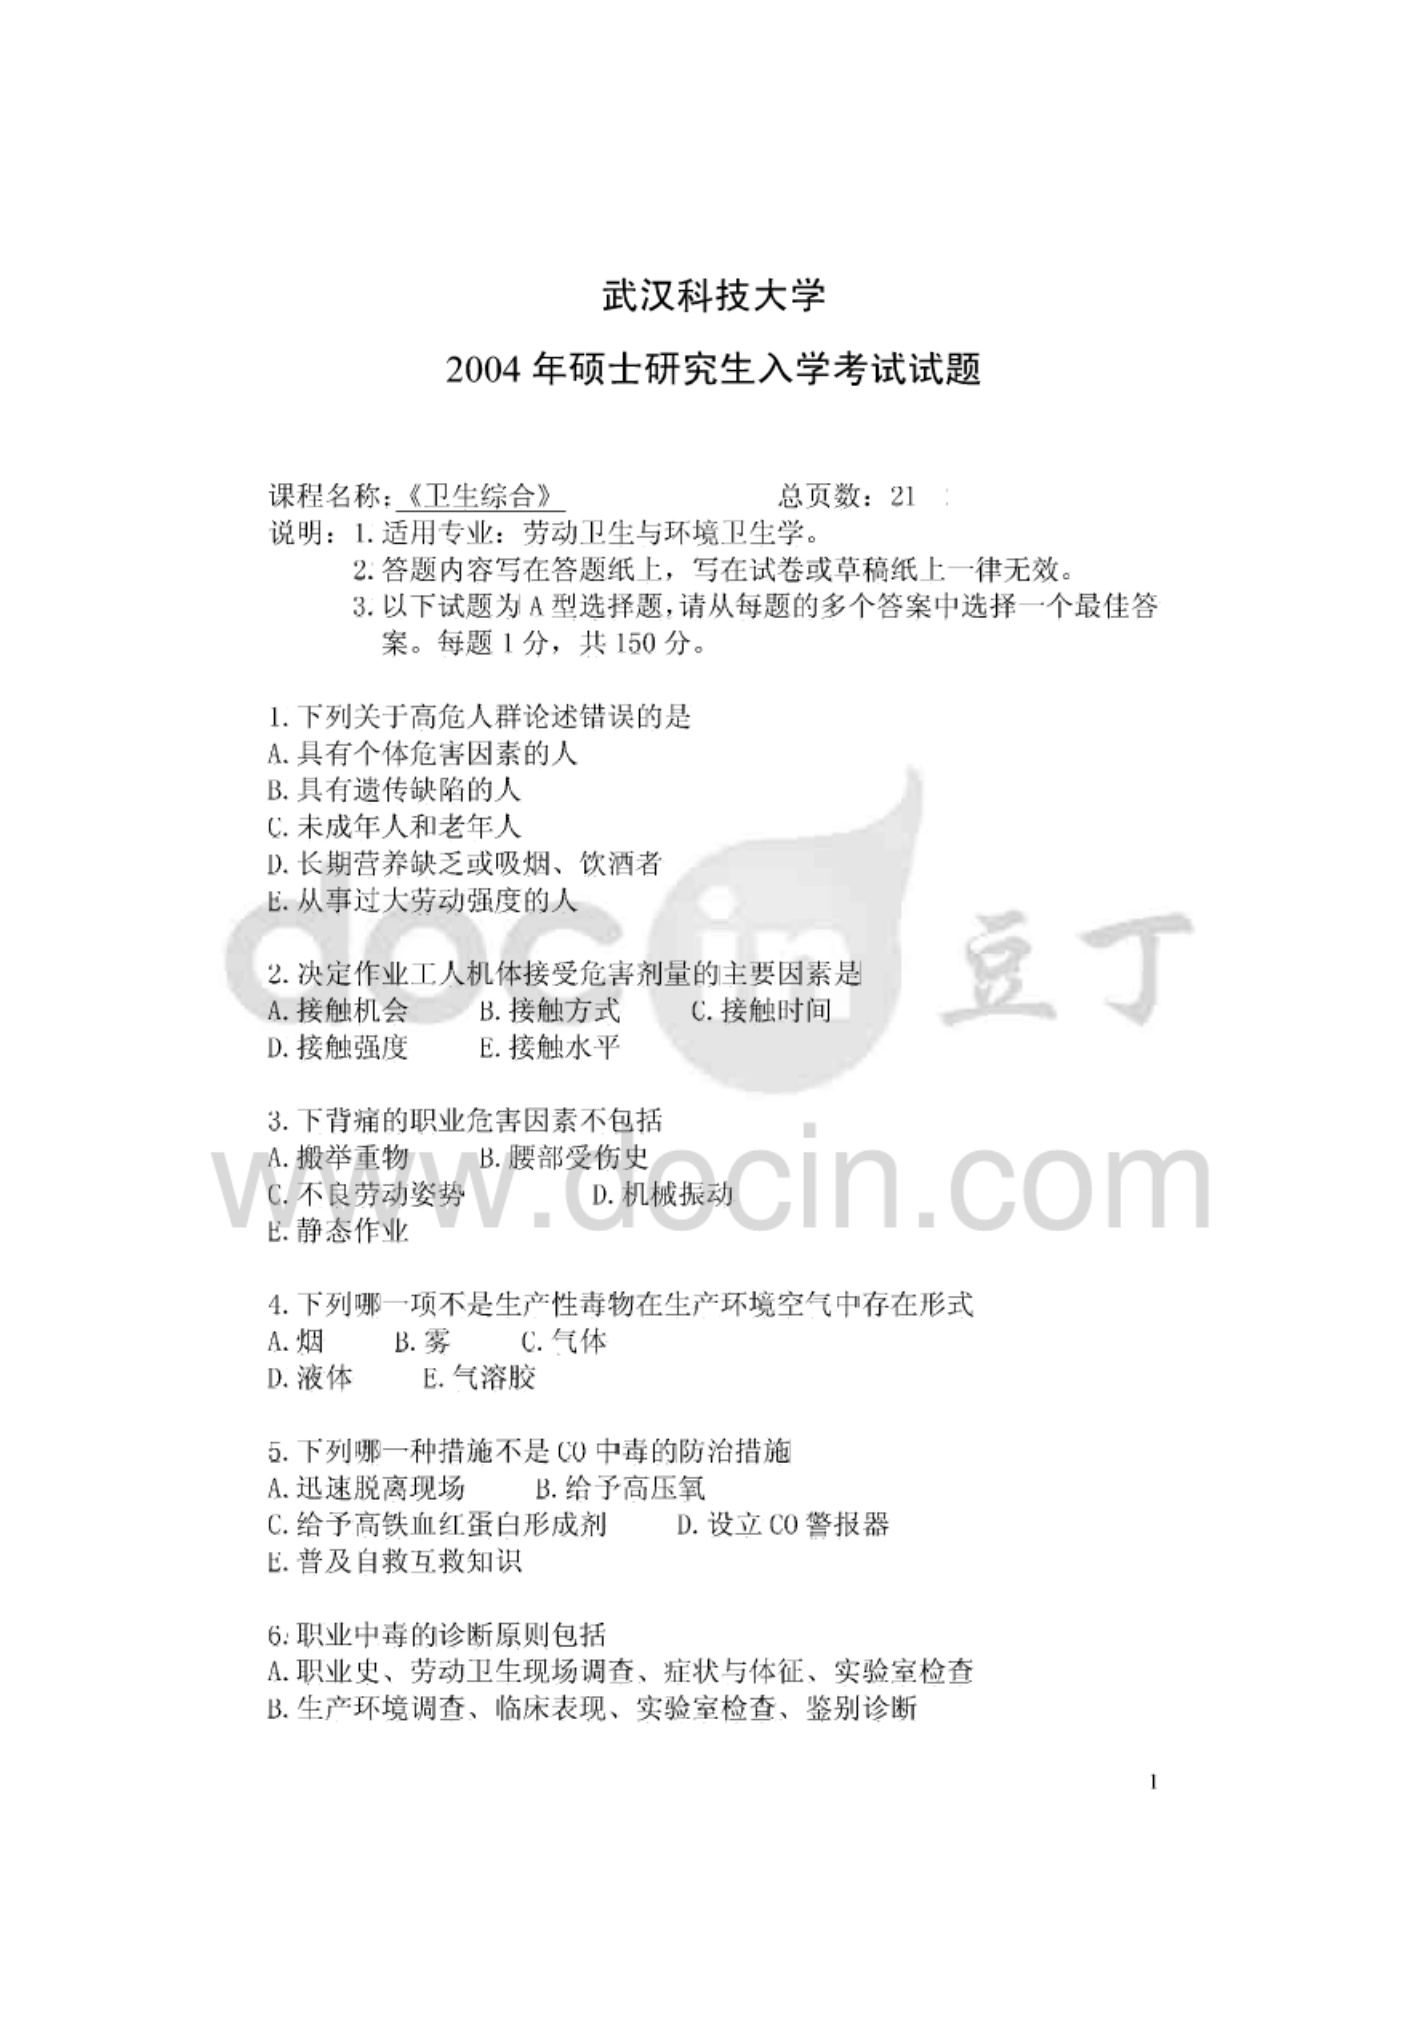 武汉科技大学
2004 年硕士研究生入学考试试题
课程名称:《卫生综合》 总页数：21
说明：1. 适用专业：劳动卫生与环境卫生学。
2. 答题内容写在答题纸上，写在试卷或草稿纸上一律无效。
3. 以下试题为 A 型选择题,请从每题的多个答案中选择一个最佳答
案。每题 1 分，共 150 分。
1. 下列关于高危人群论述错误的是
A. 具有个体危害因素的人
B. 具有遗传缺陷的人
C. 未成年人和老年人
D. 长期营养缺乏或吸烟、饮酒者
E. 从事过大劳动强度的人
docin 豆丁
2. 决定作业工人机体接受危害剂量的主要因素是
A. 接触机会 B. 接触方式 C. 接触时间
D. 接触强度 E. 接触水平
3. 下背痛的职业危害因素不包括
A. 搬举重物 B. 腰部受伤史
www.docin.com
C. 不良劳动姿势 D. 机械振动
E. 静态作业
4. 下列哪一项不是生产性毒物在生产环境空气中存在形式
A. 烟 B. 雾 C. 气体
D. 液体 E. 气溶胶
5. 下列哪一种措施不是 CO 中毒的防治措施
A. 迅速脱离现场 B. 给予高压氧
C. 给予高铁血红蛋白形成剂 D. 设立 CO 警报器
E. 普及自救互救知识
6. 职业中毒的诊断原则包括
A. 职业史、劳动卫生现场调查、症状与体征、实验室检查
B. 生产环境调查、临床表现、实验室检查、鉴别诊断
1